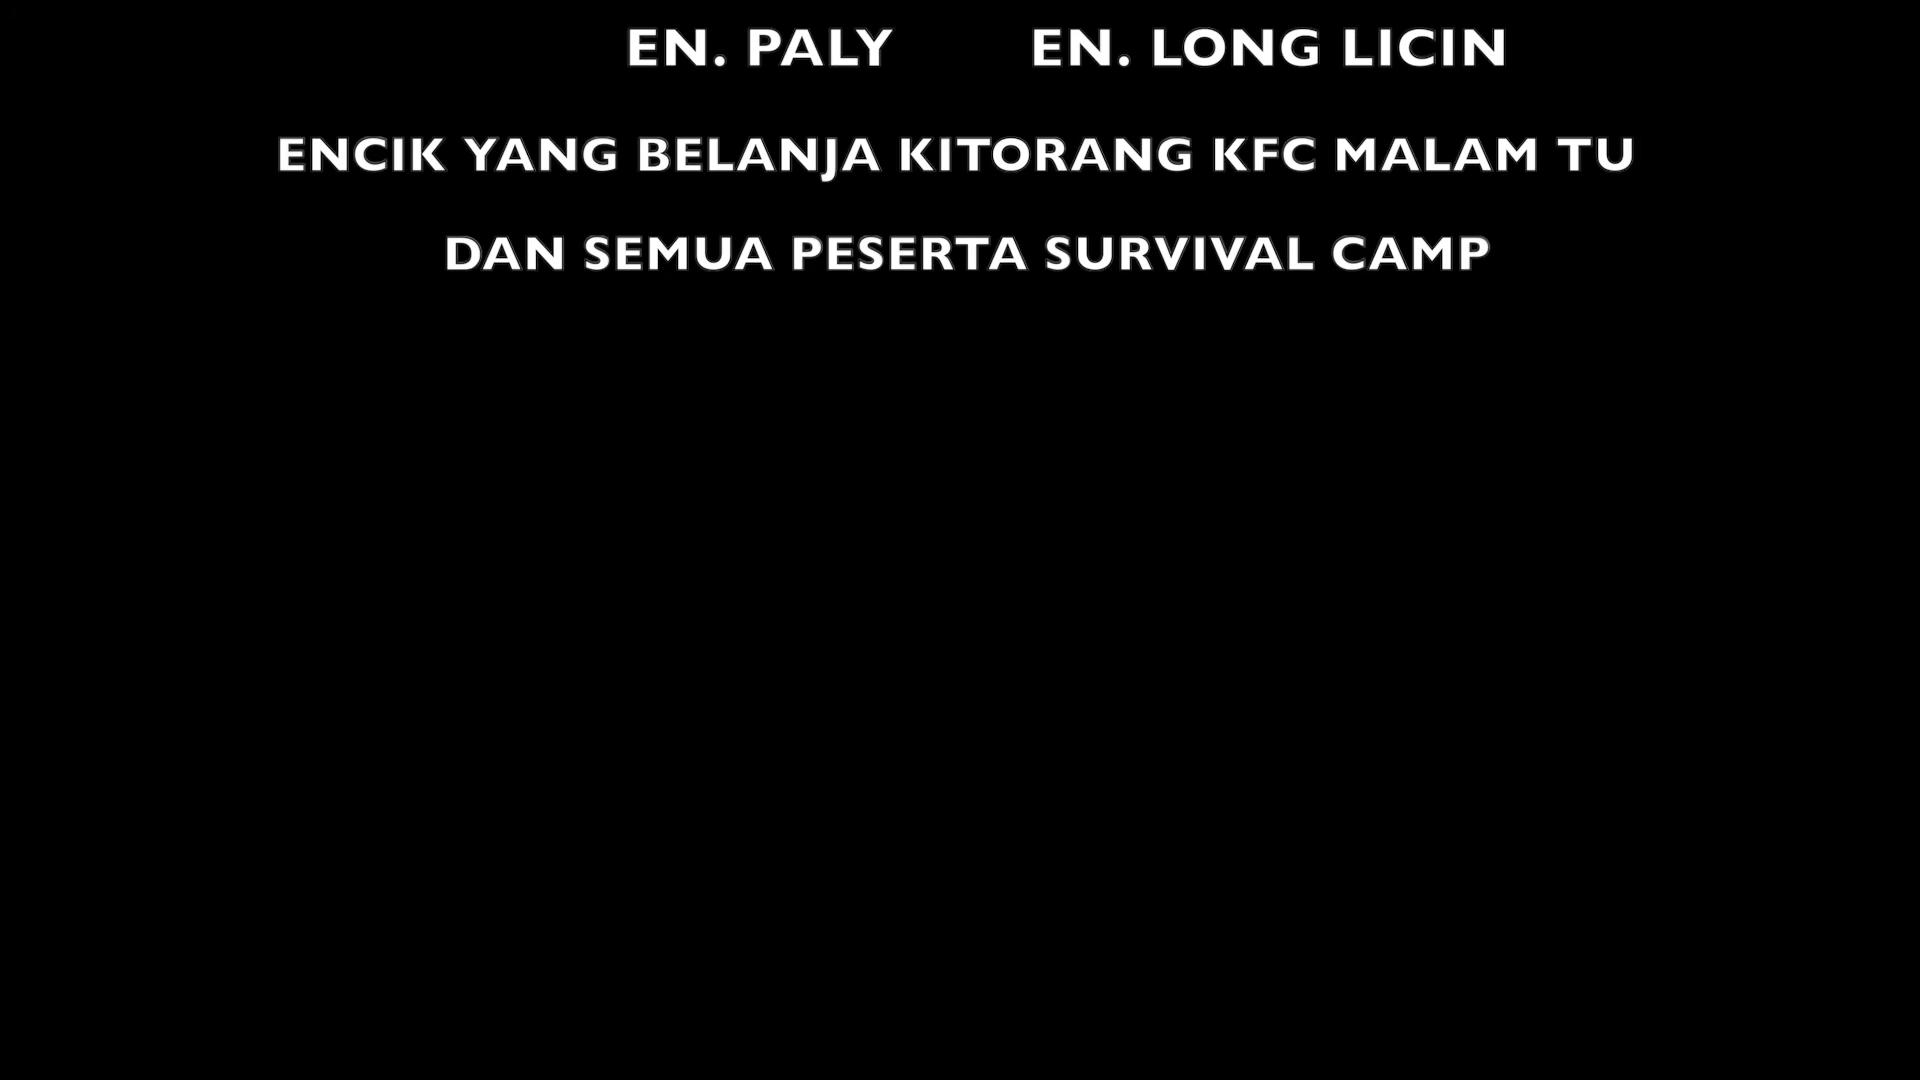 EN. PALY EN. LONG LICIN
ENCIK YANG BELANJA KITORANG KFC MALAM TU
DAN SEMUA PESERTA SURVIVAL CAMP